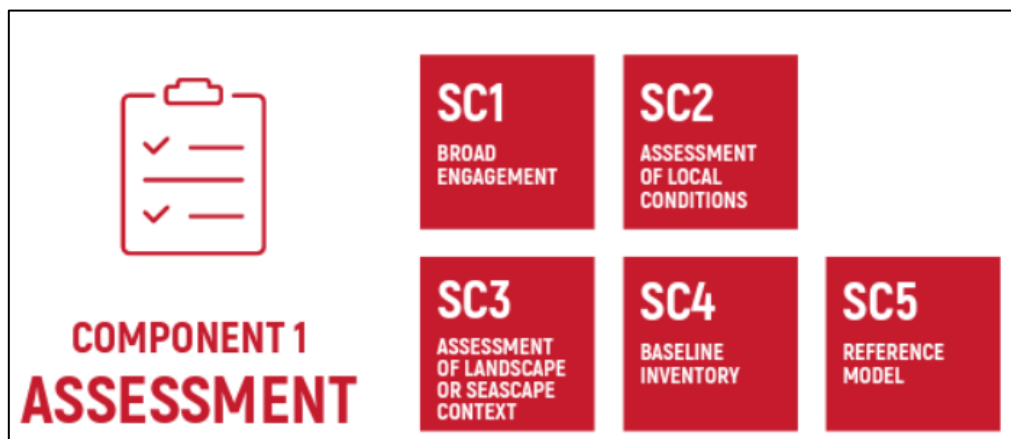 SC1
BROAD
ENGAGEMENT
SC2
ASSESSMENT
OF LOCAL
CONDITIONS
COMPONENT 1
ASSESSMENT
SC3
ASSESSMENT
OF LANDSCAPE
OR SEASCAPE
CONTEXT
SC4
BASELINE
INVENTORY
SC5
REFERENCE
MODEL